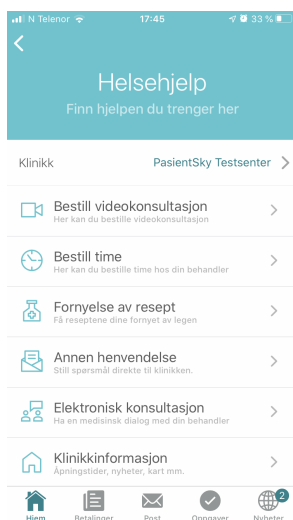 N Telenor 17:45 33 %
Helsehjelp
Finn hjelpen du trenger her
Klinikk PasientSky Testsenter
Bestill videokonsultasjon
Her kan du bestille videokonsultasjon
Bestill time
Her kan du bestille time hos din behandler
Fornyelse av resept
Få reseptene dine fornyet av legen
Annen henvendelse
Still spørsmål direkte til klinikken.
Elektronisk konsultasjon
Ha en medisinsk dialog med din behandler
Klinikkinformasjon
Åpningstider, nyheter, kart mm.
2
Hjem Betalinger Post Oppgaver Nyheter